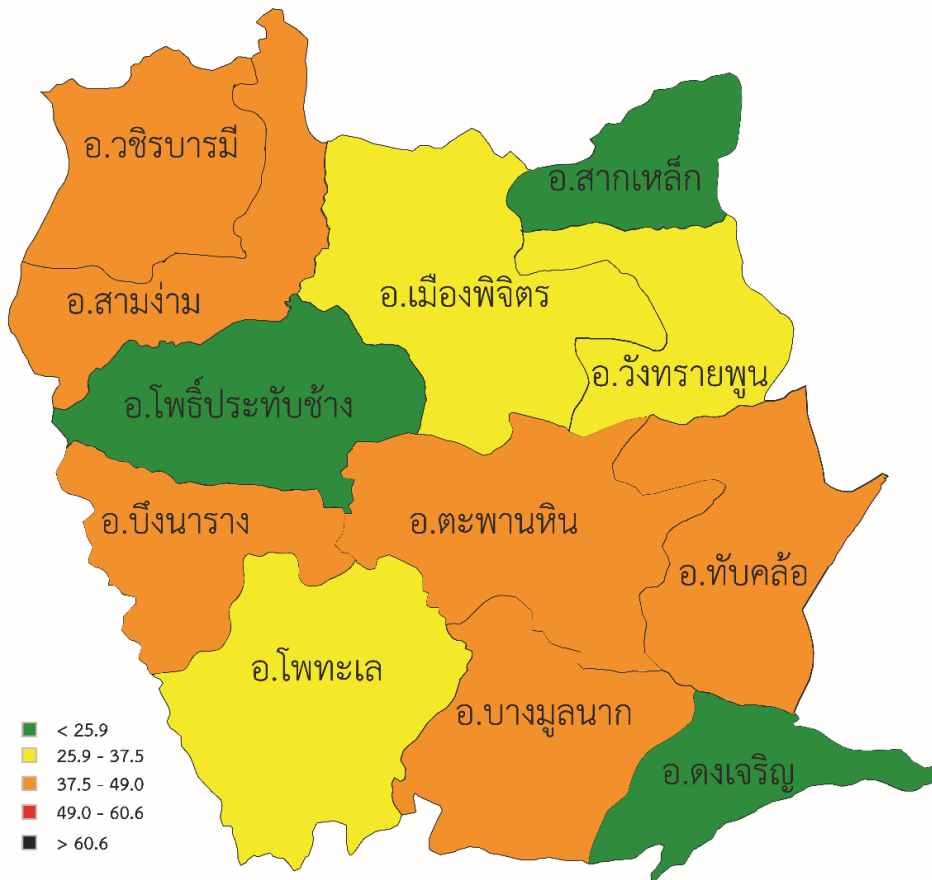 อ.วชิรบารมี
อ.สากเหล็ก
อ.สามง่าม
อ.เมืองพิจิตร
อ.วังทรายพูน
อ.โพธิ์ประทับช้าง
อ.บึงนาราง
อ.ตะพานหิน
อ.ทับคล้อ
อ.โพทะเล
อ.บางมูลนาก
อ.ดงเจริญ
< 25.9
25.9 - 37.5
37.5 - 49.0
49.0 - 60.6
> 60.6